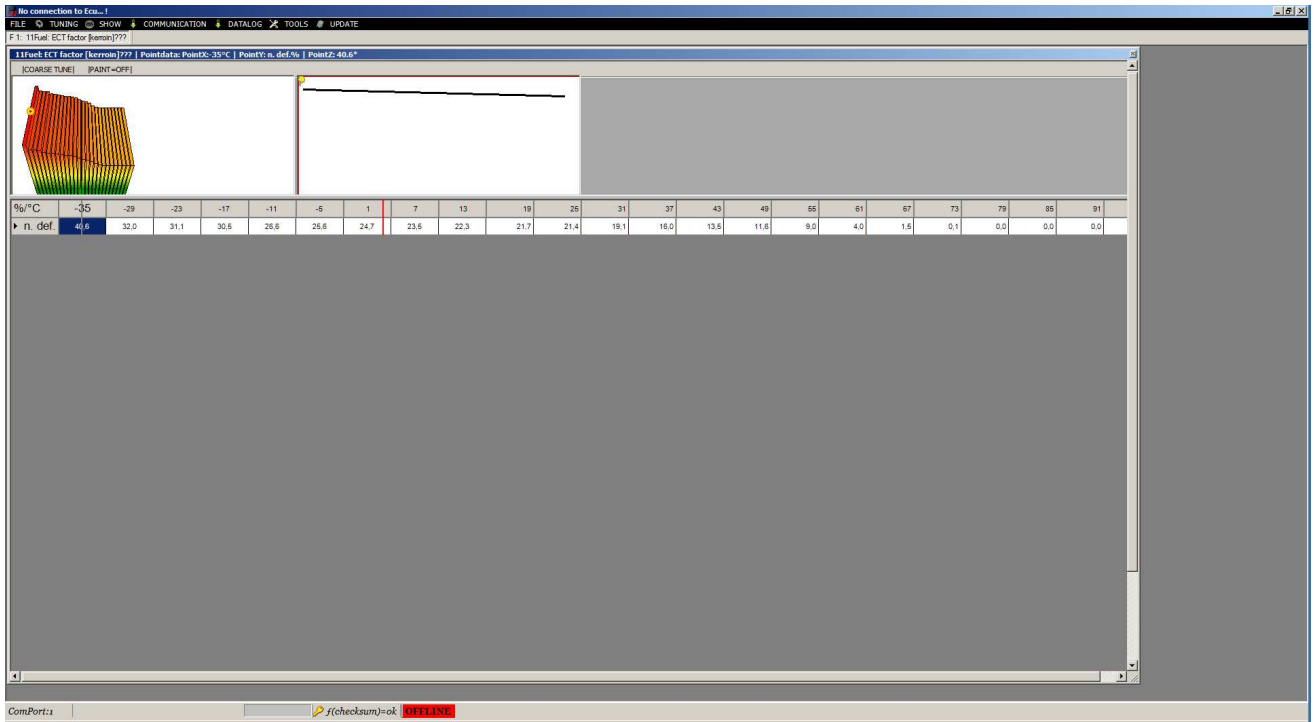 No connection to Ecu... !
FILE TUNING SHOW COMMUNICATION DATALOG TOOLS UPDATE
F 1: 11Fuel: ECT factor [kerroin]???
11Fuel: ECT factor [kerroin]??? | Pointdata: PointX:-35°C | PointY: n. def.% | PointZ: 40.6*
|COARSE TUNE| |PAINT=OFF|
%/°C -35 -29 -23 -17 -11 -5 1 7 13 19 25 31 37 43 49 55 61 67 73 79 85 91
n. def. 40,6 32,0 31,1 30,5 26,6 25,6 24,7 23,5 22,3 21,7 21,4 19,1 16,0 13,5 11,6 9,0 4,0 1,5 0,1 0,0 0,0 0,0
ComPort:1 f(checksum)=ok OFFLINE